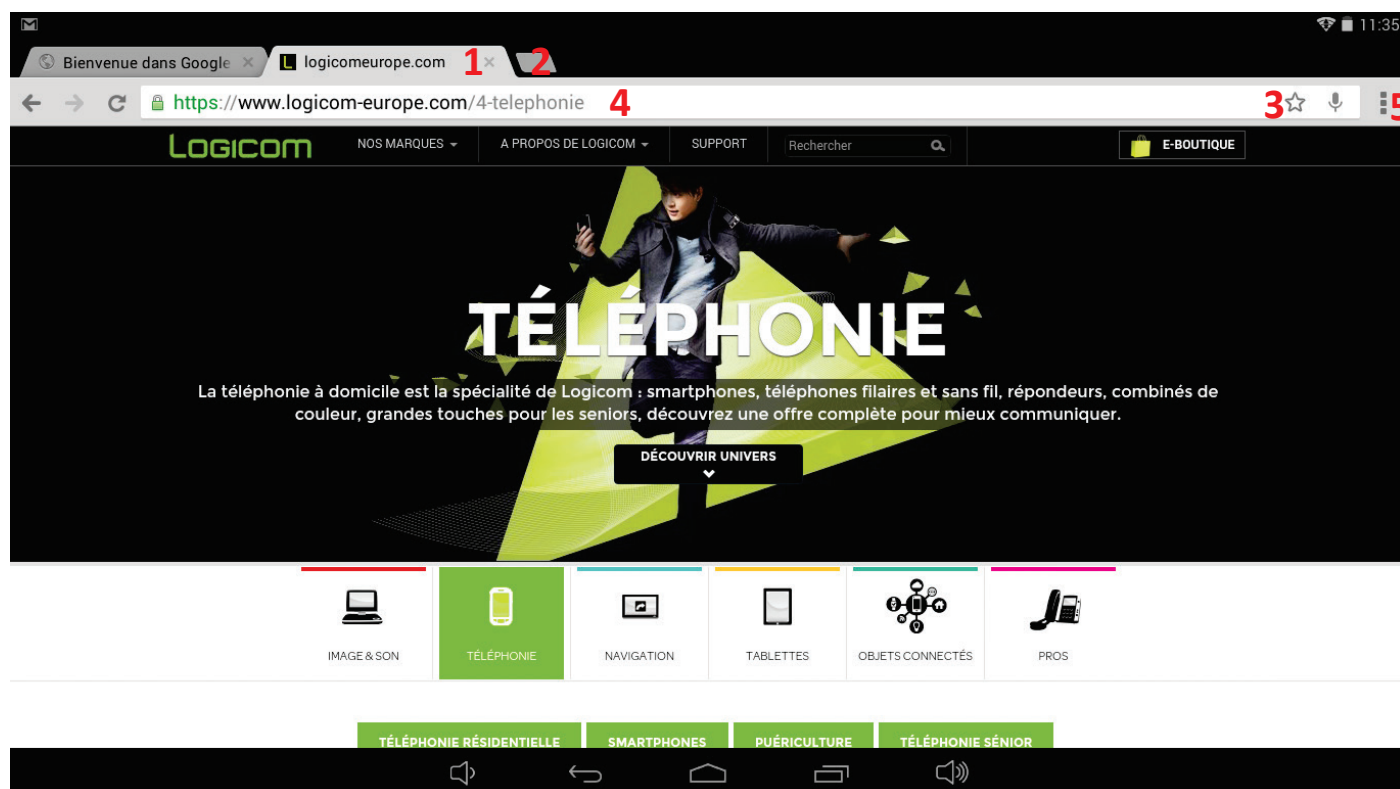 11:35
Bienvenue dans Google
L logicomeurope.com 1 2
https://www.logicom-europe.com/4-telephonie 4 3 5
LOGICOM NOS MARQUES A PROPOS DE LOGICOM SUPPORT Rechercher E-BOUTIQUE
TÉLÉPHONIE
La téléphonie à domicile est la spécialité de Logicom : smartphones, téléphones filaires et sans fil, répondeurs, combinés de
couleur, grandes touches pour les seniors, découvrez une offre complète pour mieux communiquer.
DÉCOUVRIR UNIVERS
IMAGE & SON TÉLÉPHONIE NAVIGATION TABLETTES OBJETS CONNECTÉS PROS
TÉLÉPHONIE RÉSIDENTIELLE SMARTPHONES PUÉRICULTURE TÉLÉPHONIE SÉNIOR